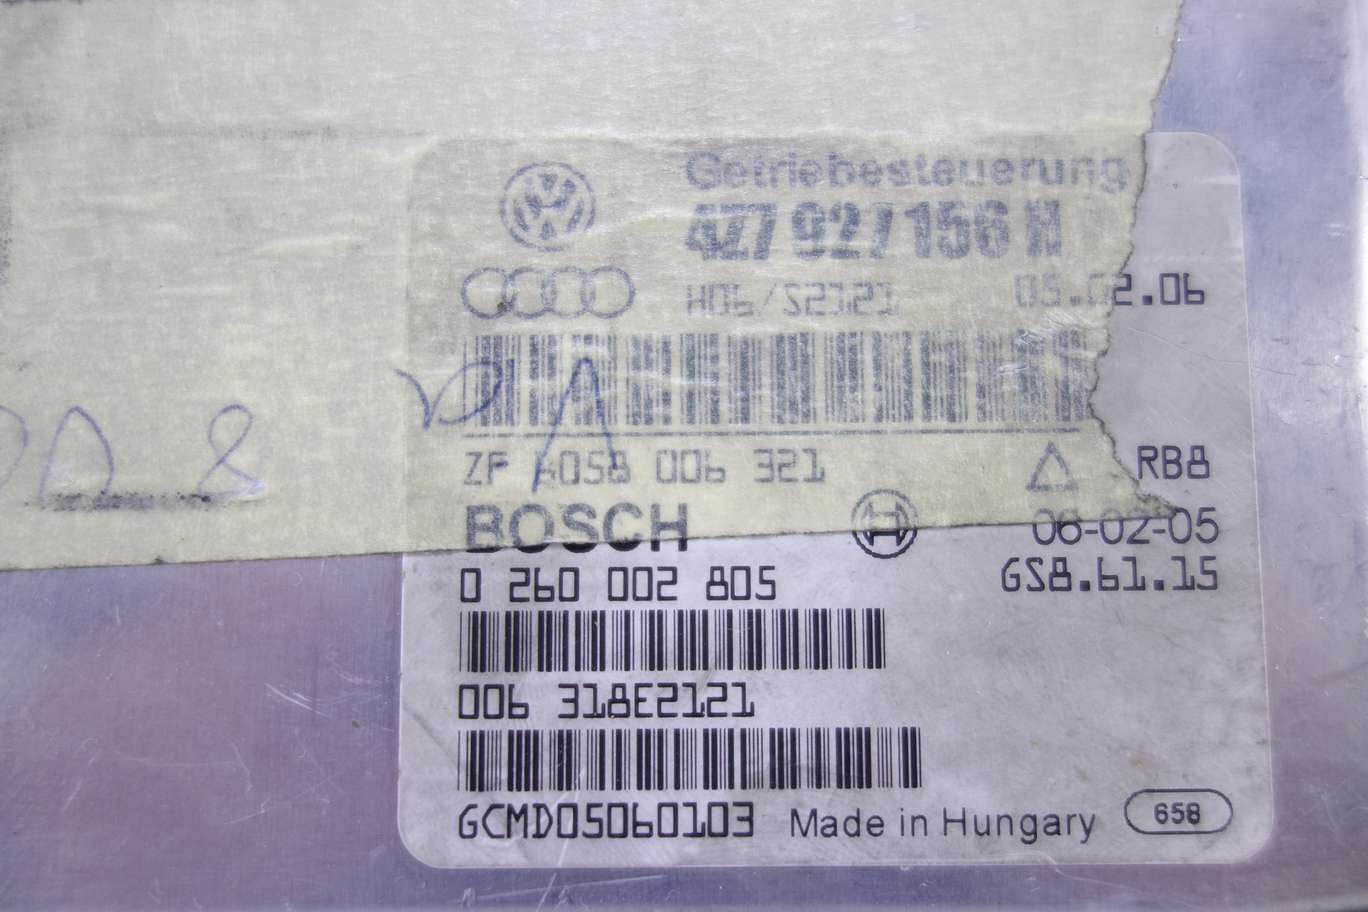 Getriebesteuerung
4Z7 927 156 N
H06/S2121 05.02.06
ZF 6058 006 321 RB8
BOSCH 06-02-05
0 260 002 805 GS8.61.15
006 318E2121
GCMD05060103 Made in Hungary 658